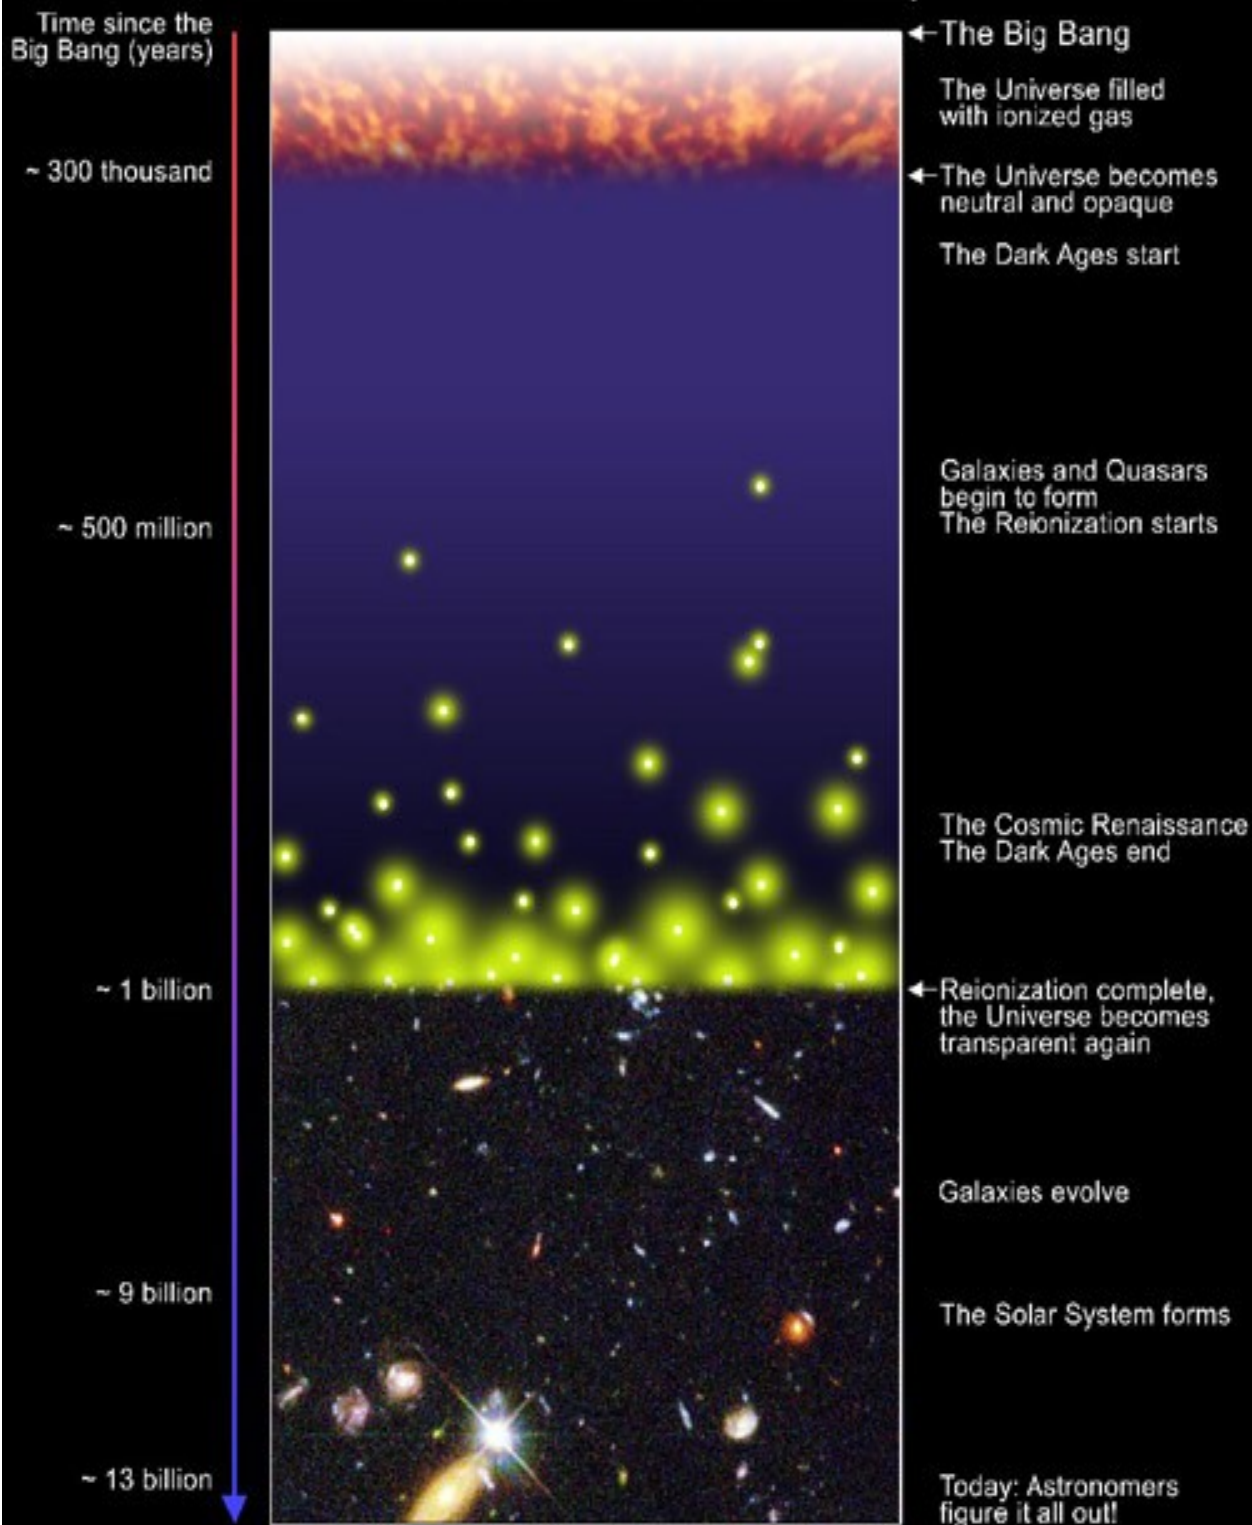 Time since the
Big Bang (years)
The Big Bang
The Universe filled
with ionized gas
~ 300 thousand
The Universe becomes
neutral and opaque
The Dark Ages start
Galaxies and Quasars
begin to form
~ 500 million
The Reionization starts
The Cosmic Renaissance
The Dark Ages end
~ 1 billion
Reionization complete,
the Universe becomes
transparent again
Galaxies evolve
~ 9 billion
The Solar System forms
~ 13 billion
Today: Astronomers
figure it all out!